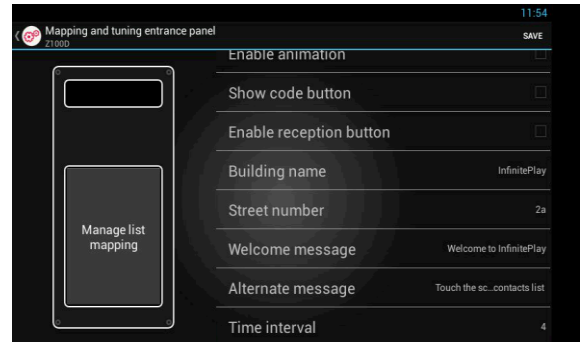 11:54
Mapping and tuning entrance panel
Z100D
SAVE
Enable animation
Show code button
Enable reception button
Building name InfinitePlay
Street number 2a
Manage list
mapping
Welcome message Welcome to InfinitePlay
Alternate message Touch the sc...contacts list
Time interval 4